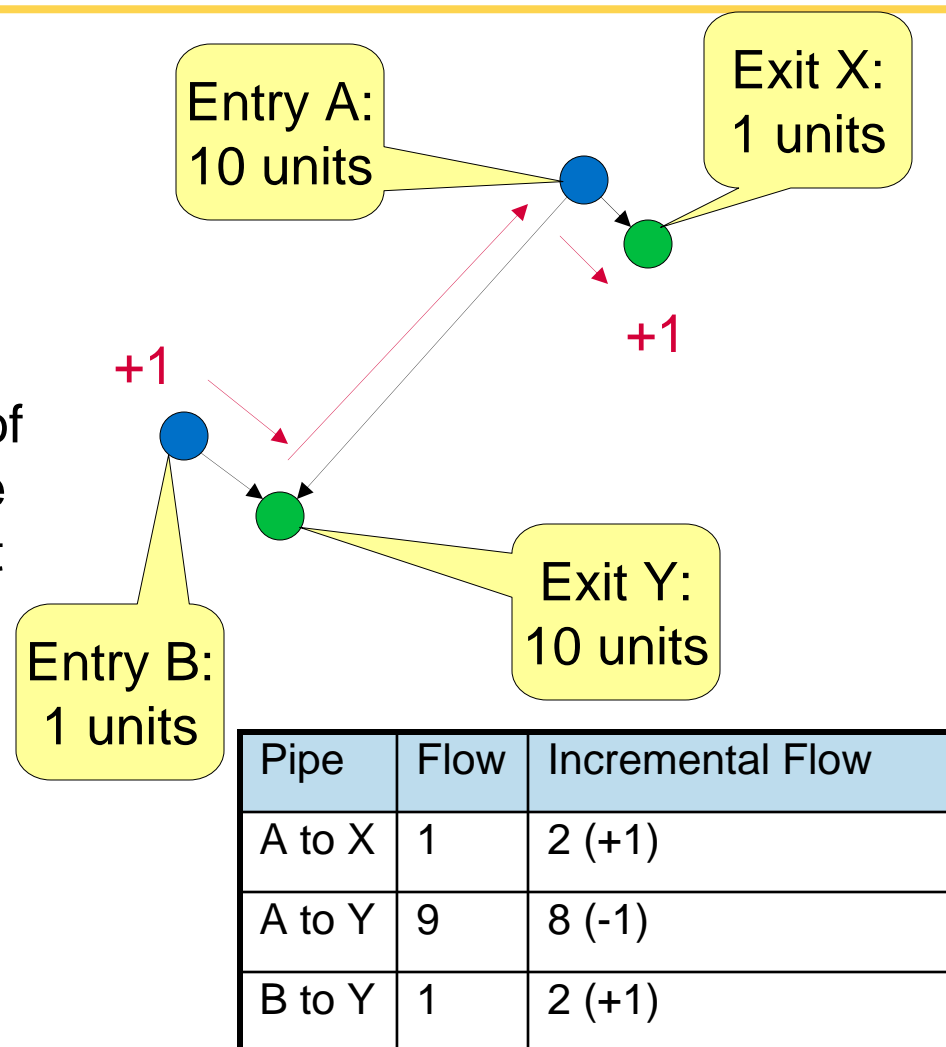 Entry A:
10 units
Exit X:
1 units
+1
+1
of
Entry B:
1 units
Exit Y:
10 units
Pipe Flow Incremental Flow
A to X 1 2 (+1)
A to Y 9 8 (-1)
B to Y 1 2 (+1)